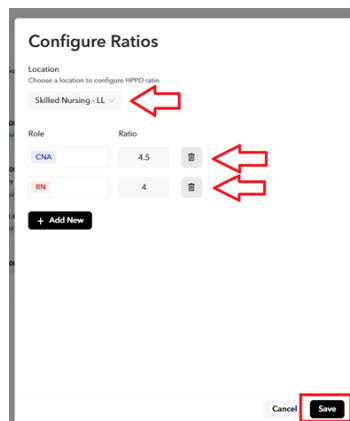 Configure Ratios
Location
Choose a location to configure HPPD ratio
Skilled Nursing - LL
Role Ratio
CNA 4.5
RN 4
+ Add New
Cancel Save